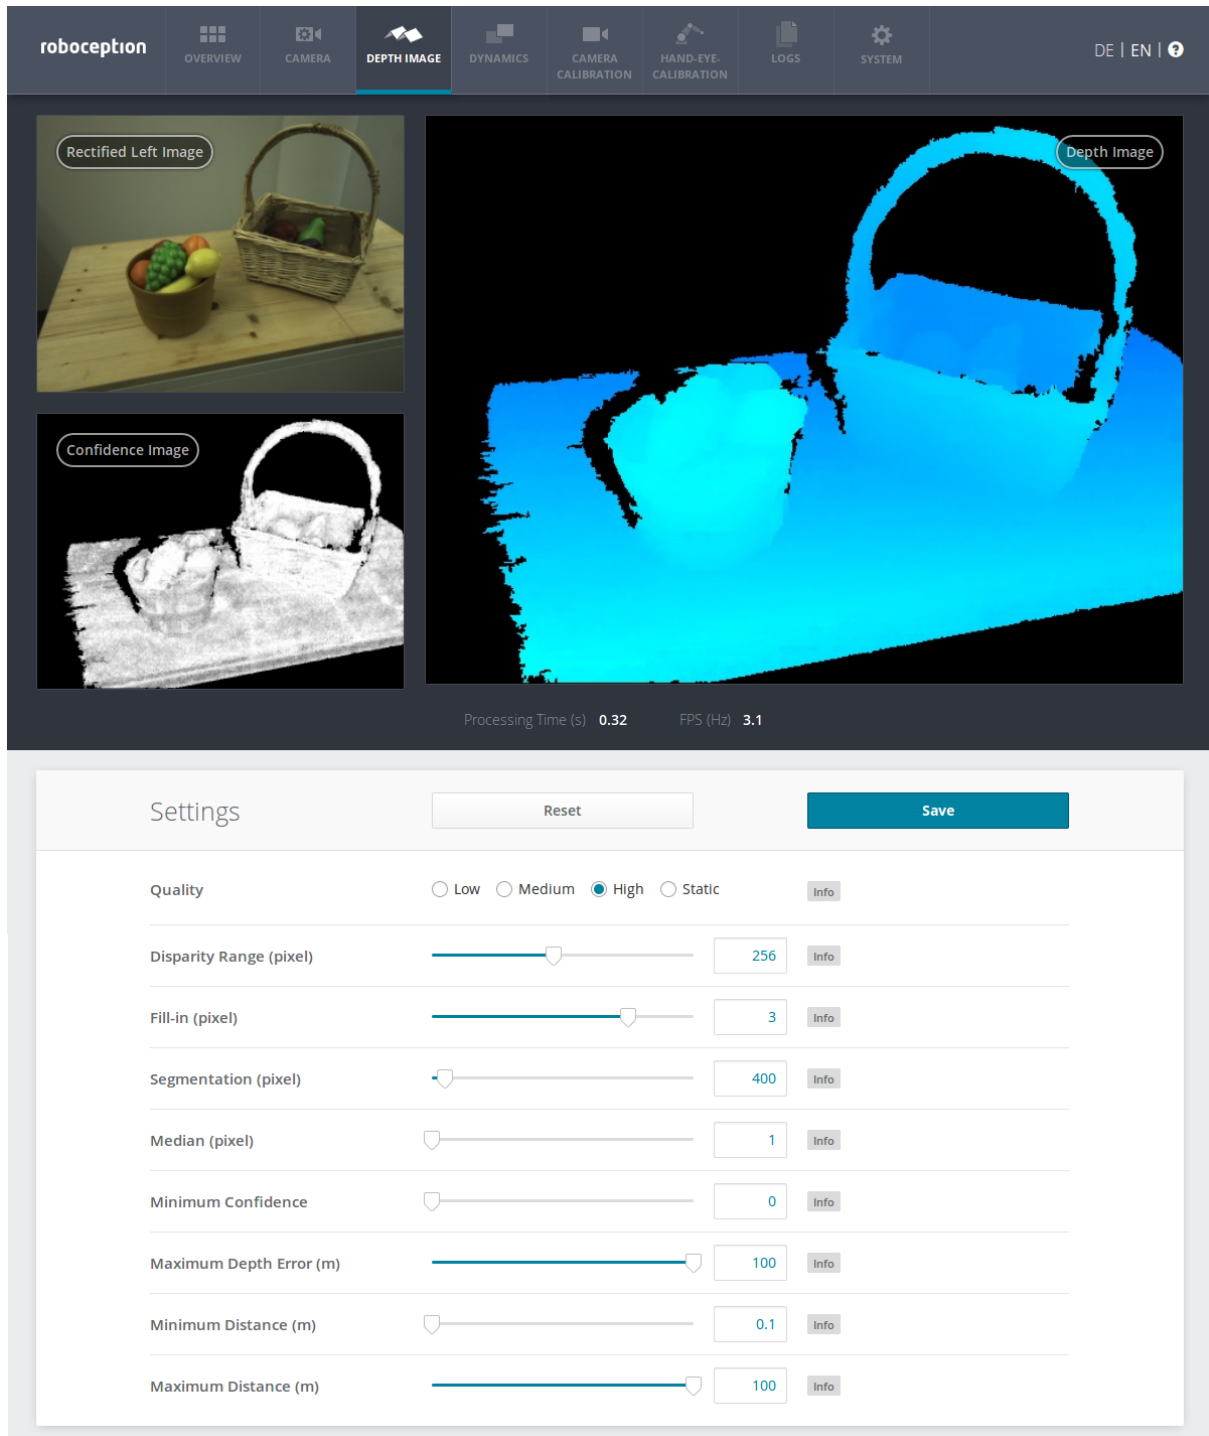 roboception
OVERVIEW
CAMERA
DEPTH IMAGE
DYNAMICS
CAMERA
CALIBRATION
HAND-EYE-
CALIBRATION
LOGS
SYSTEM
DE | EN | ?
Rectified Left Image
Depth Image
Confidence Image
Processing Time (s) 0.32 FPS (Hz) 3.1
Settings Reset Save
Quality Low Medium High Static Info
Disparity Range (pixel) 256 Info
Fill-in (pixel) 3 Info
Segmentation (pixel) 400 Info
Median (pixel) 1 Info
Minimum Confidence 0 Info
Maximum Depth Error (m) 100 Info
Minimum Distance (m) 0.1 Info
Maximum Distance (m) 100 Info